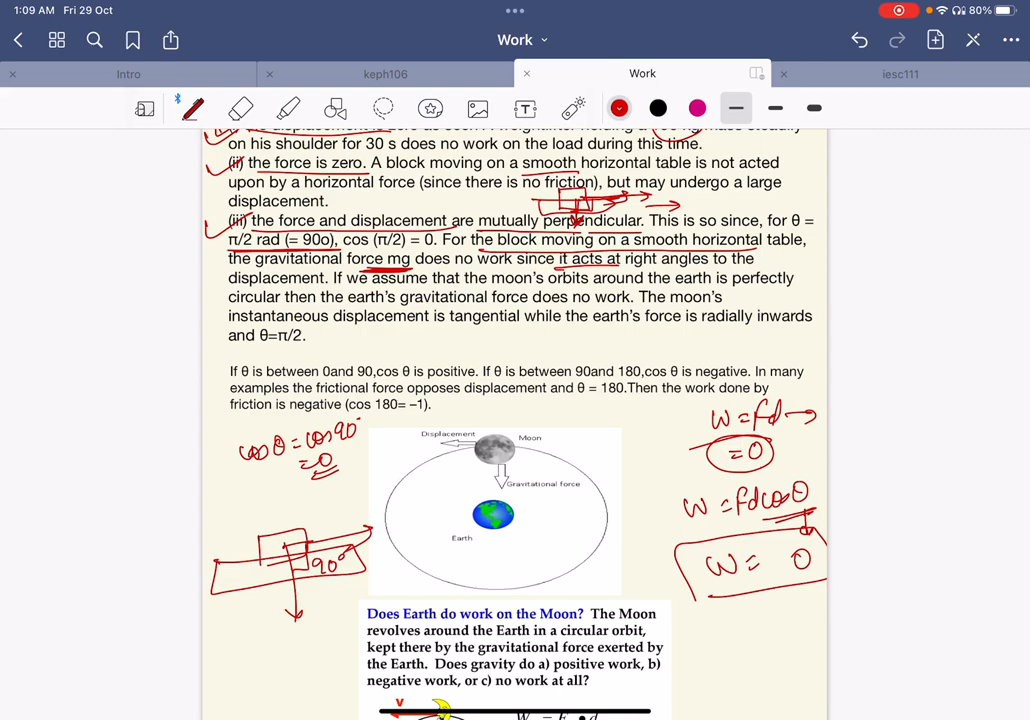 1:09 AM Fri 29 Oct
80%
Work
Intro
keph106
Work
iesc111
on his shoulder for 30 s does no work on the load during this time.
(ii) the force is zero. A block moving on a smooth horizontal table is not acted
upon by a horizontal force (since there is no friction), but may undergo a large
displacement.
(iii) the force and displacement are mutually perpendicular. This is so since, for θ =
π/2 rad (= 90o), cos (π/2) = 0. For the block moving on a smooth horizontal table,
the gravitational force mg does no work since it acts at right angles to the
displacement. If we assume that the moon's orbits around the earth is perfectly
circular then the earth's gravitational force does no work. The moon's
instantaneous displacement is tangential while the earth's force is radially inwards
and θ=π/2.
If θ is between 0and 90,cos θ is positive. If θ is between 90and 180,cos θ is negative. In many
examples the frictional force opposes displacement and θ = 180.Then the work done by
friction is negative (cos 180= –1).
W = fd
= 0
cosθ = cos90°
= 0
Displacement
Moon
Gravitational force
Earth
W = fd cosθ
W = 0
90°
Does Earth do work on the Moon? The Moon
revolves around the Earth in a circular orbit,
kept there by the gravitational force exerted by
the Earth. Does gravity do a) positive work, b)
negative work, or c) no work at all?
v